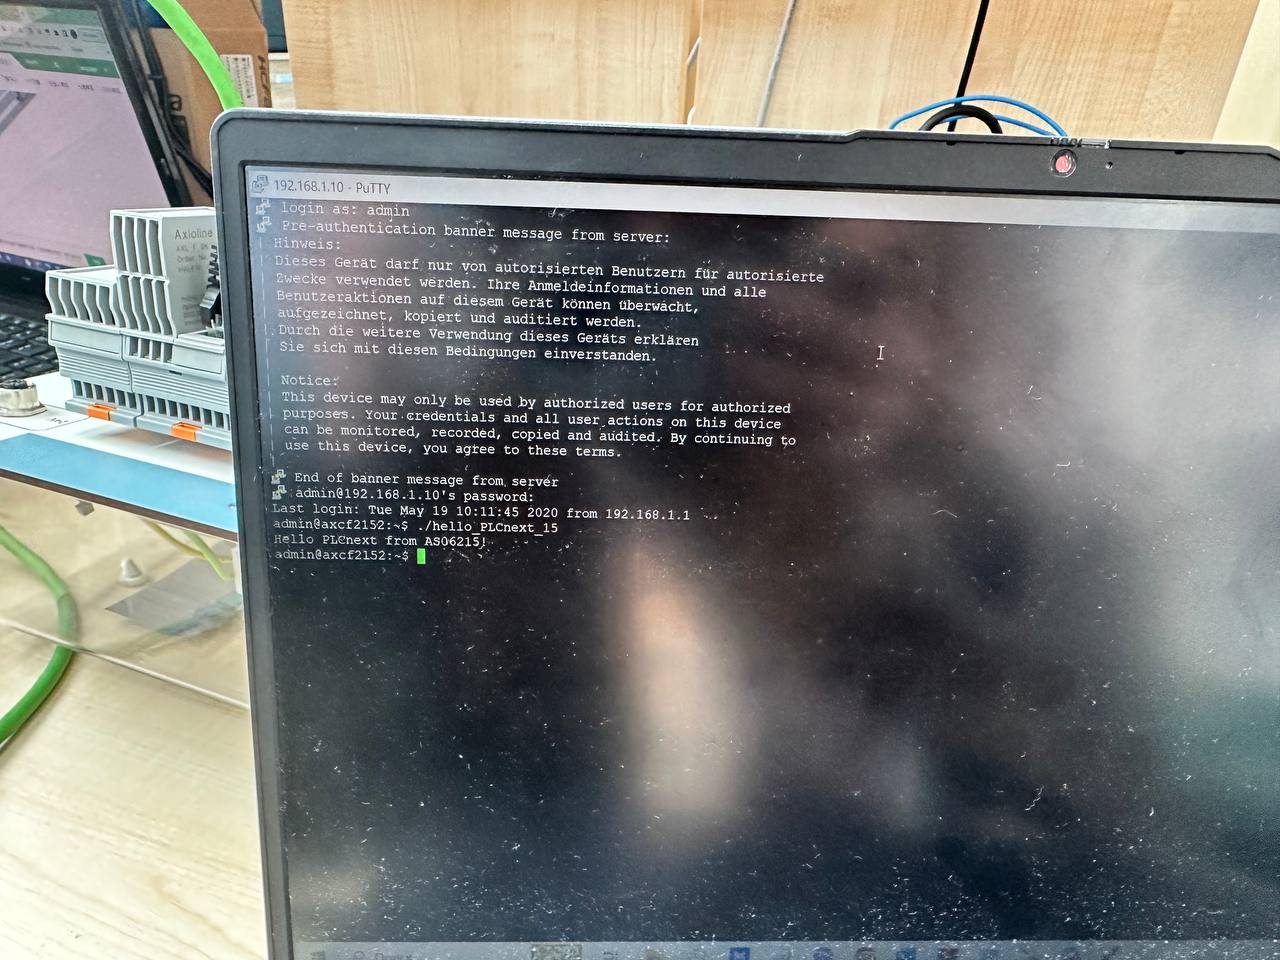 192.168.1.10 - PuTTY
login as: admin
Pre-authentication banner message from server:
Hinweis:
Dieses Gerät darf nur von autorisierten Benutzern für autorisierte
Zwecke verwendet werden. Ihre Anmeldeinformationen und alle
Benutzeraktionen auf diesem Gerät können überwacht,
aufgezeichnet, kopiert und auditiert werden.
Durch die weitere Verwendung dieses Geräts erklären
Sie sich mit diesen Bedingungen einverstanden.
Notice:
This device may only be used by authorized users for authorized
purposes. Your credentials and all user actions on this device
can be monitored, recorded, copied and audited. By continuing to
use this device, you agree to these terms.
End of banner message from server
admin@192.168.1.10's password:
Last login: Tue May 19 10:11:45 2020 from 192.168.1.1
admin@axcf2152:~$ ./hello_PLCnext_15
Hello PLCnext from AS06215!
admin@axcf2152:~$
Axioline